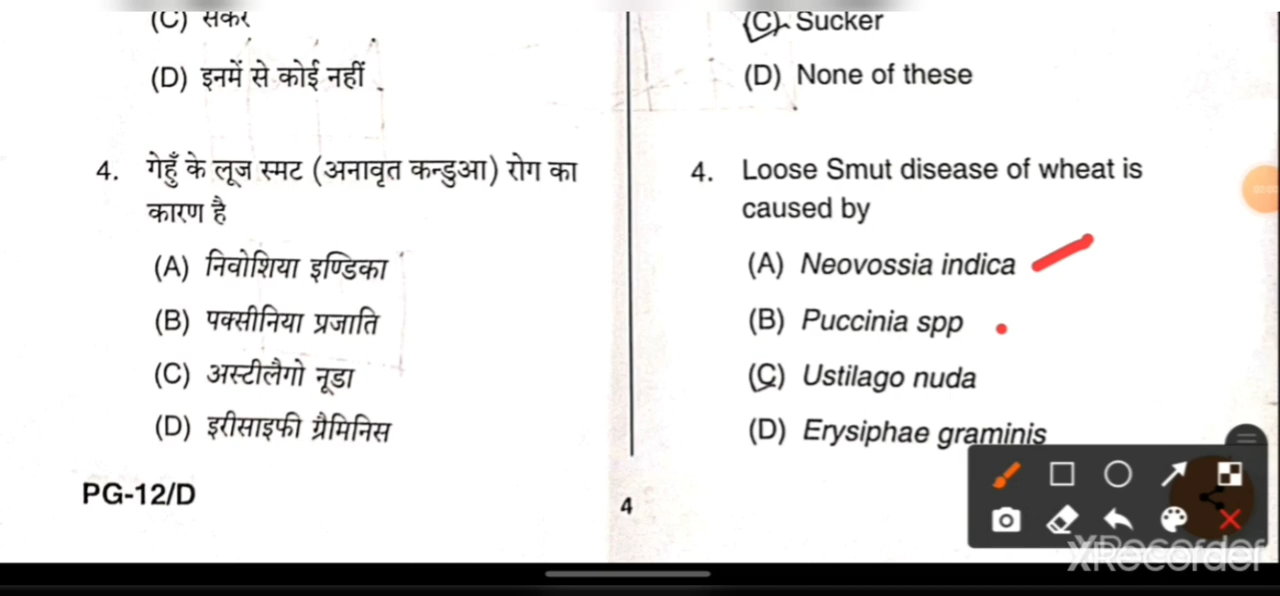 (C) सकर
(D) इनमें से कोई नहीं
4. गेहूँ के लूज स्मट (अनावृत कन्डुआ) रोग का
कारण है
(A) निवोशिया इण्डिका
(B) पक्सीनिया प्रजाति
(C) अस्टीलैगो नूडा
(D) इरीसाइफी ग्रैमिनिस
PG-12/D
(C) Sucker
(D) None of these
4. Loose Smut disease of wheat is
caused by
(A) Neovossia indica
(B) Puccinia spp
(C) Ustilago nuda
(D) Erysiphae graminis
4
XRecorder